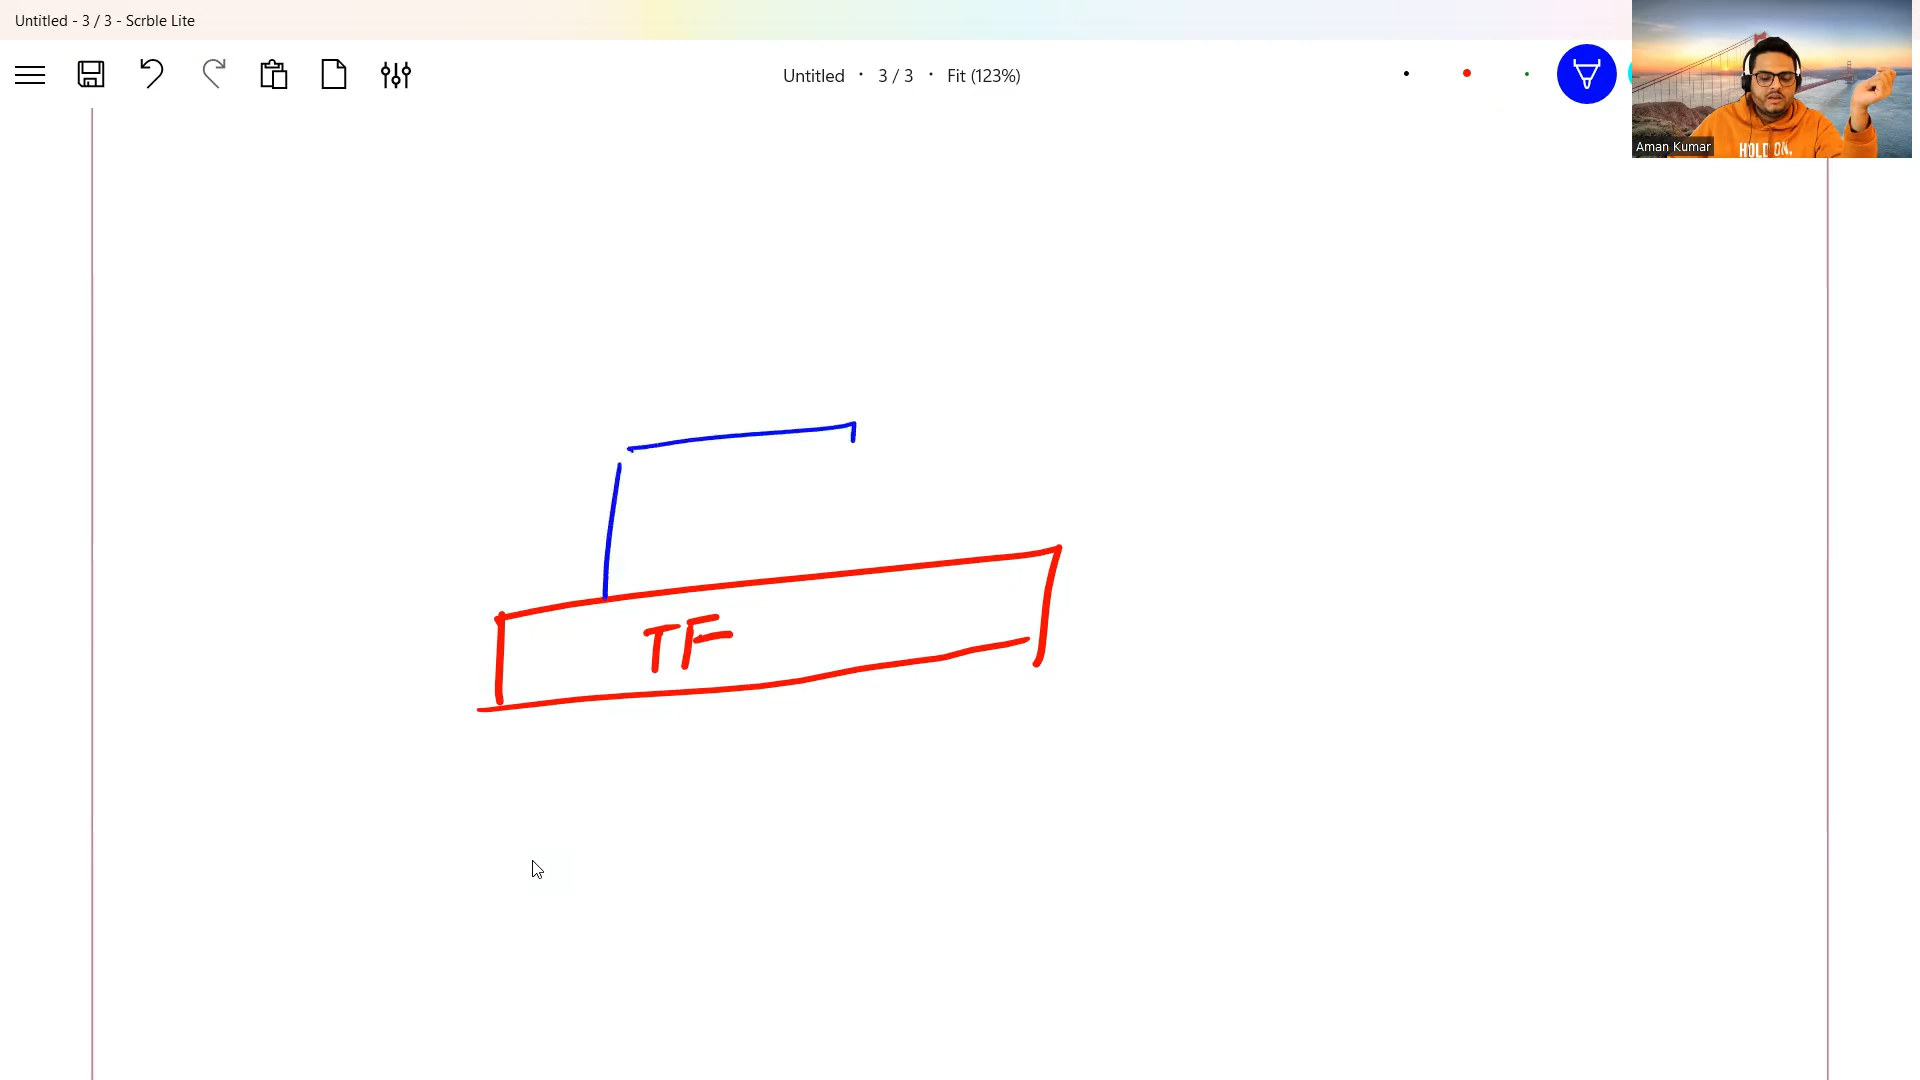 Untitled - 3 / 3 - Scrble Lite
Untitled · 3 / 3 · Fit (123%)
Aman Kumar
HOLD ON.
TF